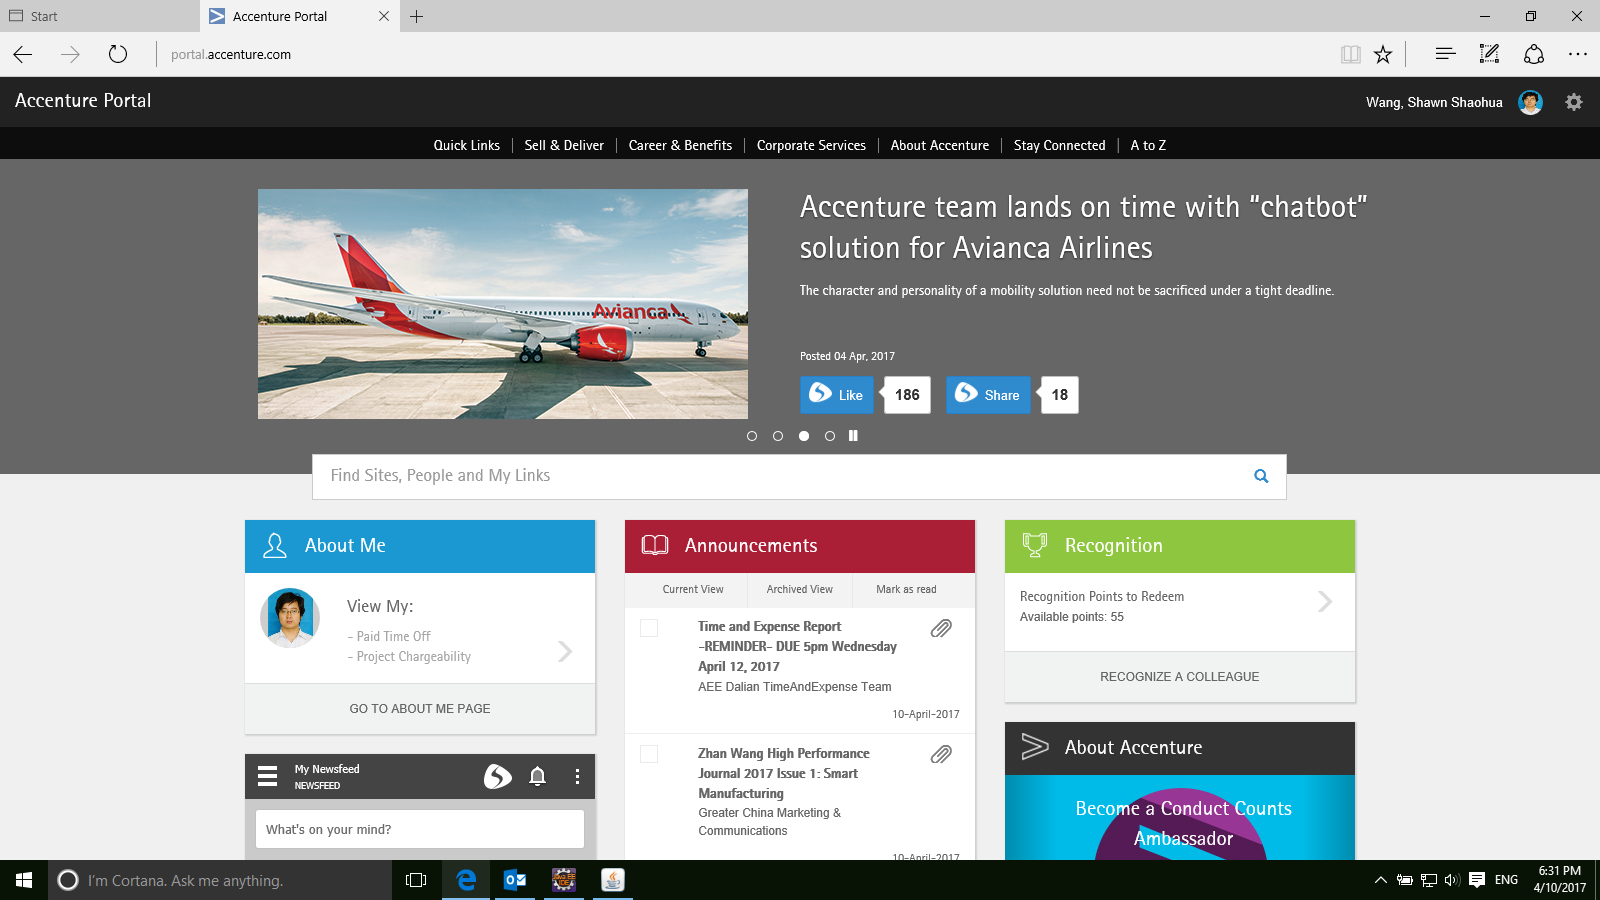 Start
Accenture Portal
portal.accenture.com
Accenture Portal
Wang, Shawn Shaohua
Quick Links
Sell & Deliver
Career & Benefits
Corporate Services
About Accenture
Stay Connected
A to Z
Avianca
Accenture team lands on time with “chatbot”
solution for Avianca Airlines
The character and personality of a mobility solution need not be sacrificed under a tight deadline.
Posted 04 Apr, 2017
Like
186
Share
18
Find Sites, People and My Links
About Me
View My:
- Paid Time Off
- Project Chargeability
GO TO ABOUT ME PAGE
My Newsfeed
NEWSFEED
What's on your mind?
Announcements
Current View
Archived View
Mark as read
Time and Expense Report
-REMINDER- DUE 5pm Wednesday
April 12, 2017
AEE Dalian TimeAndExpense Team
10-April-2017
Zhan Wang High Performance
Journal 2017 Issue 1: Smart
Manufacturing
Greater China Marketing &
Communications
10-April-2017
Recognition
Recognition Points to Redeem
Available points: 55
RECOGNIZE A COLLEAGUE
About Accenture
Become a Conduct Counts
Ambassador
I'm Cortana. Ask me anything.
ENG
6:31 PM
4/10/2017